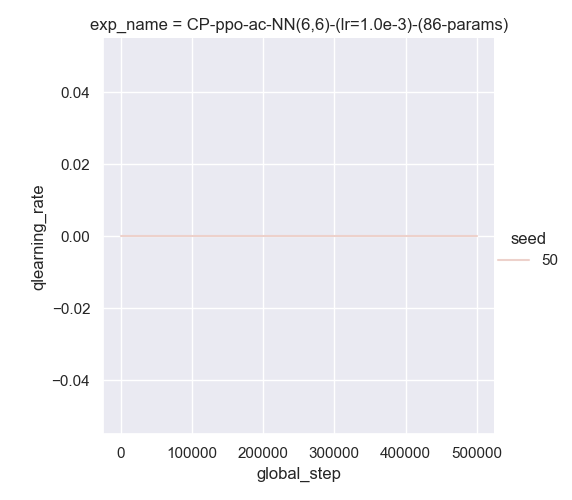 exp_name = CP-ppo-ac-NN(6,6)-(lr=1.0e-3)-(86-params)
0.04
0.02
0.00
−0.02
−0.04
qlearning_rate
0 100000 200000 300000 400000 500000
global_step
seed
50